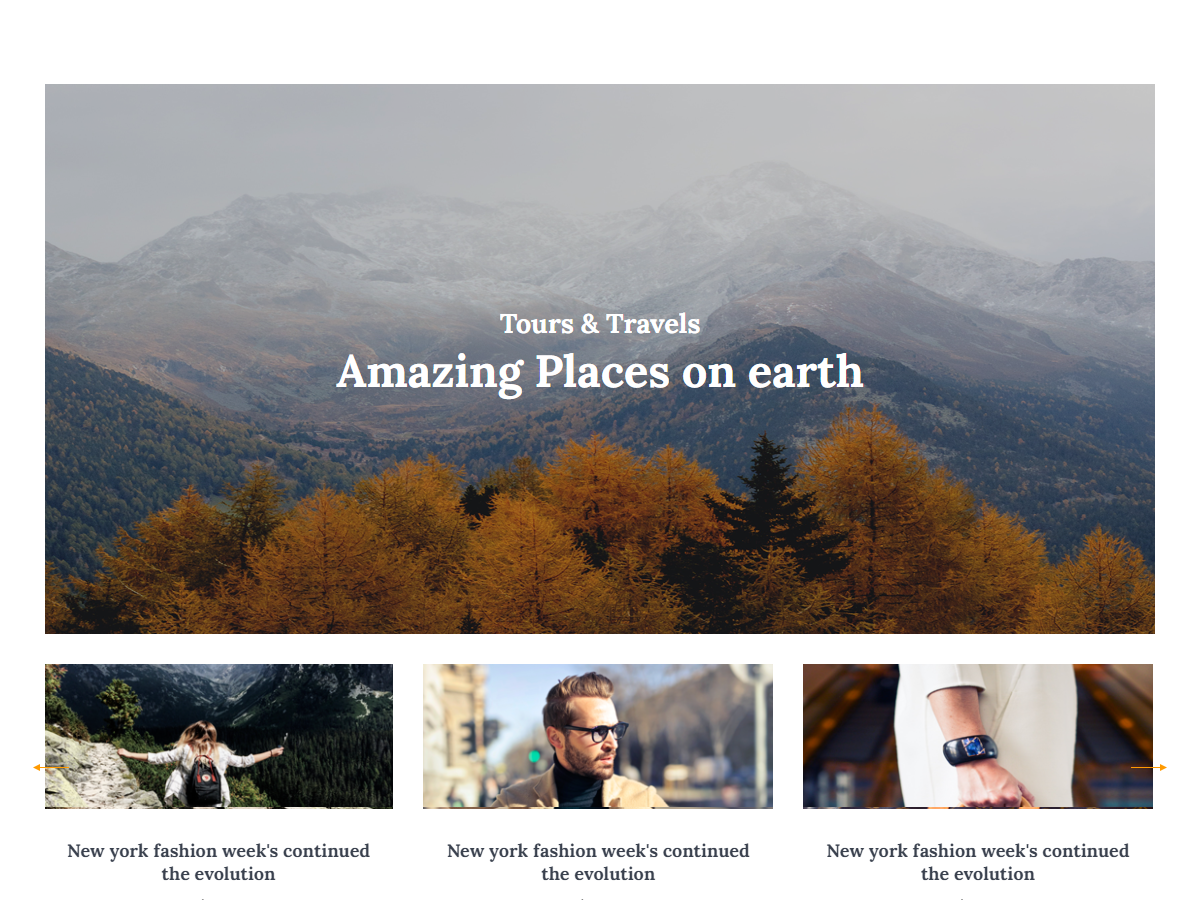 Tours & Travels
Amazing Places on earth
New york fashion week's continued
the evolution
New york fashion week's continued
the evolution
New york fashion week's continued
the evolution